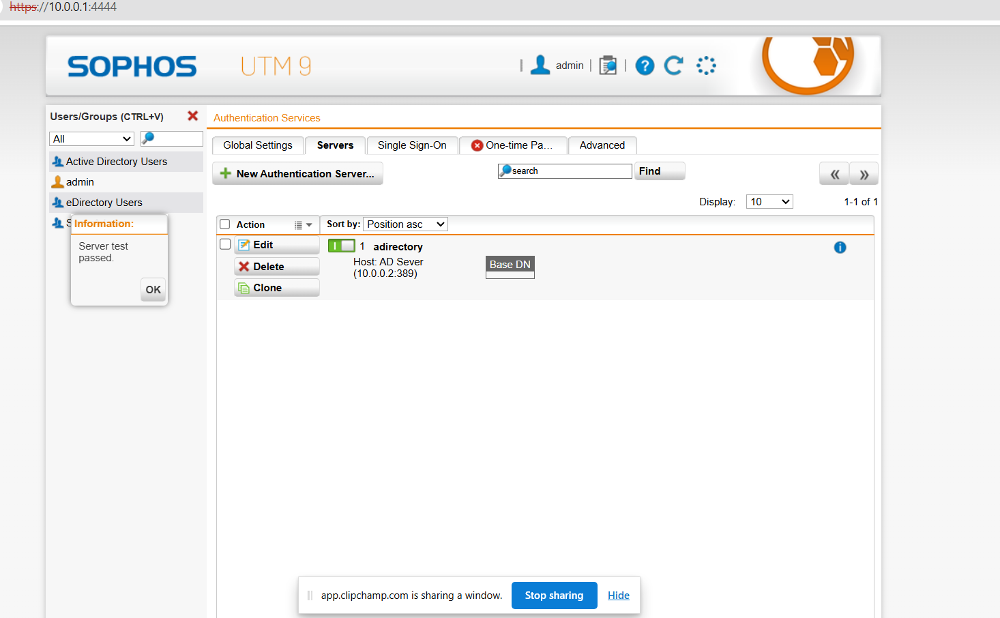 https://10.0.0.1:4444
SOPHOS UTM 9 | admin | | ?
Users/Groups (CTRL+V)
All
Active Directory Users
admin
eDirectory Users
S
Information:
Server test
passed.
OK
Authentication Services
Global Settings Servers Single Sign-On One-time Pa... Advanced
New Authentication Server...
search Find « »
Display: 10 1-1 of 1
Action Sort by: Position asc
Edit 1 adirectory
Delete Host: AD Sever
(10.0.0.2:389)
Base DN
Clone
app.clipchamp.com is sharing a window. Stop sharing Hide